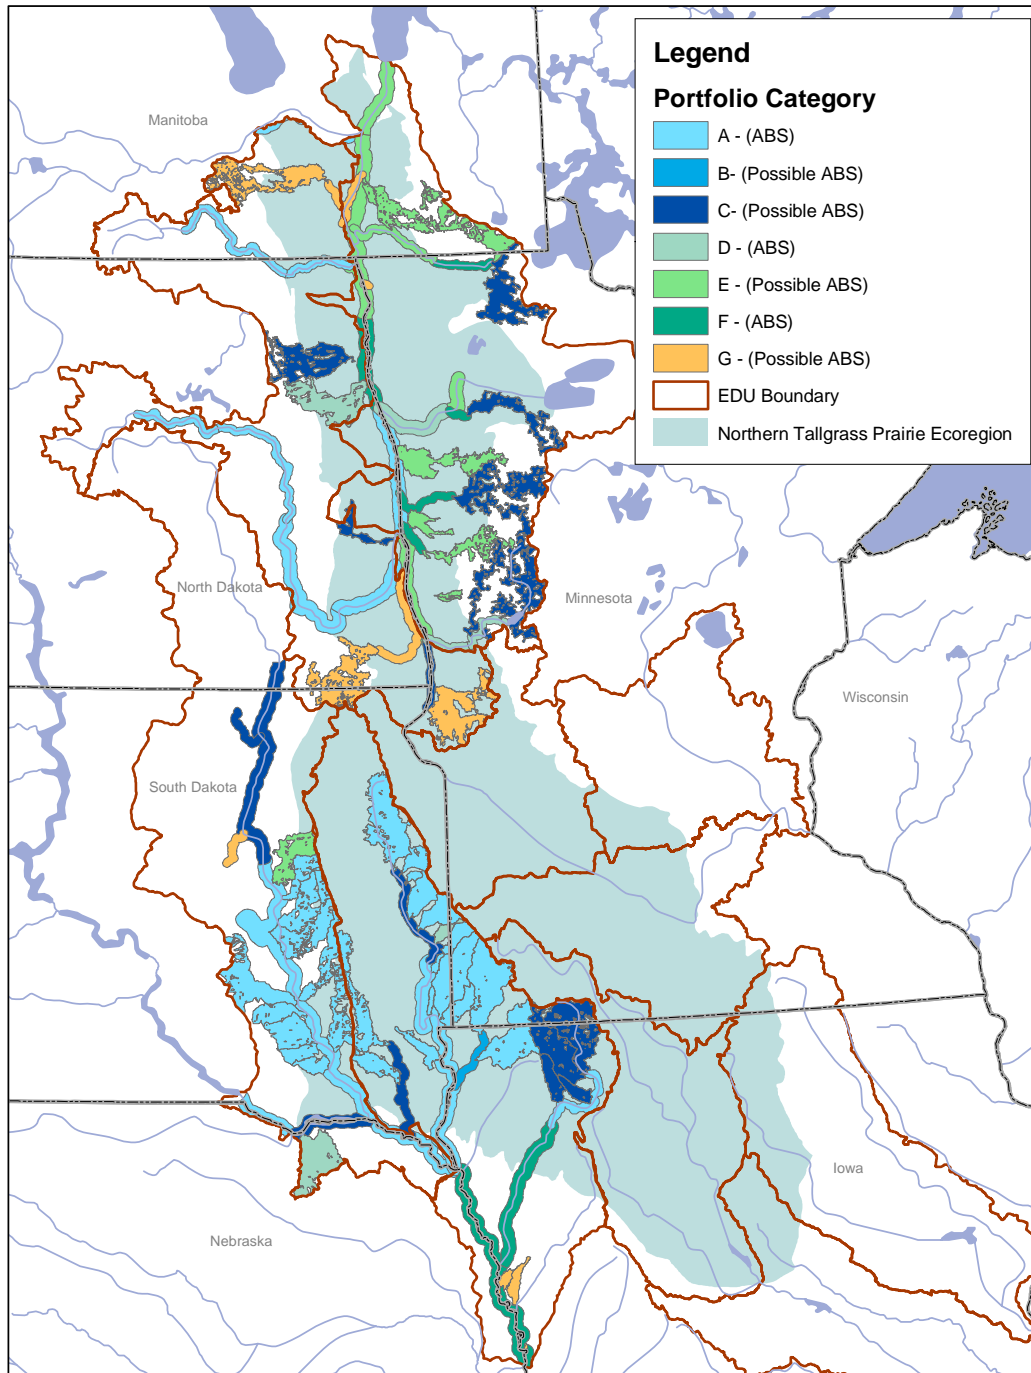 Legend
Portfolio Category
A - (ABS)
B- (Possible ABS)
C- (Possible ABS)
D - (ABS)
E - (Possible ABS)
F - (ABS)
G - (Possible ABS)
EDU Boundary
Northern Tallgrass Prairie Ecoregion
Manitoba
North Dakota
Minnesota
Wisconsin
South Dakota
Iowa
Nebraska